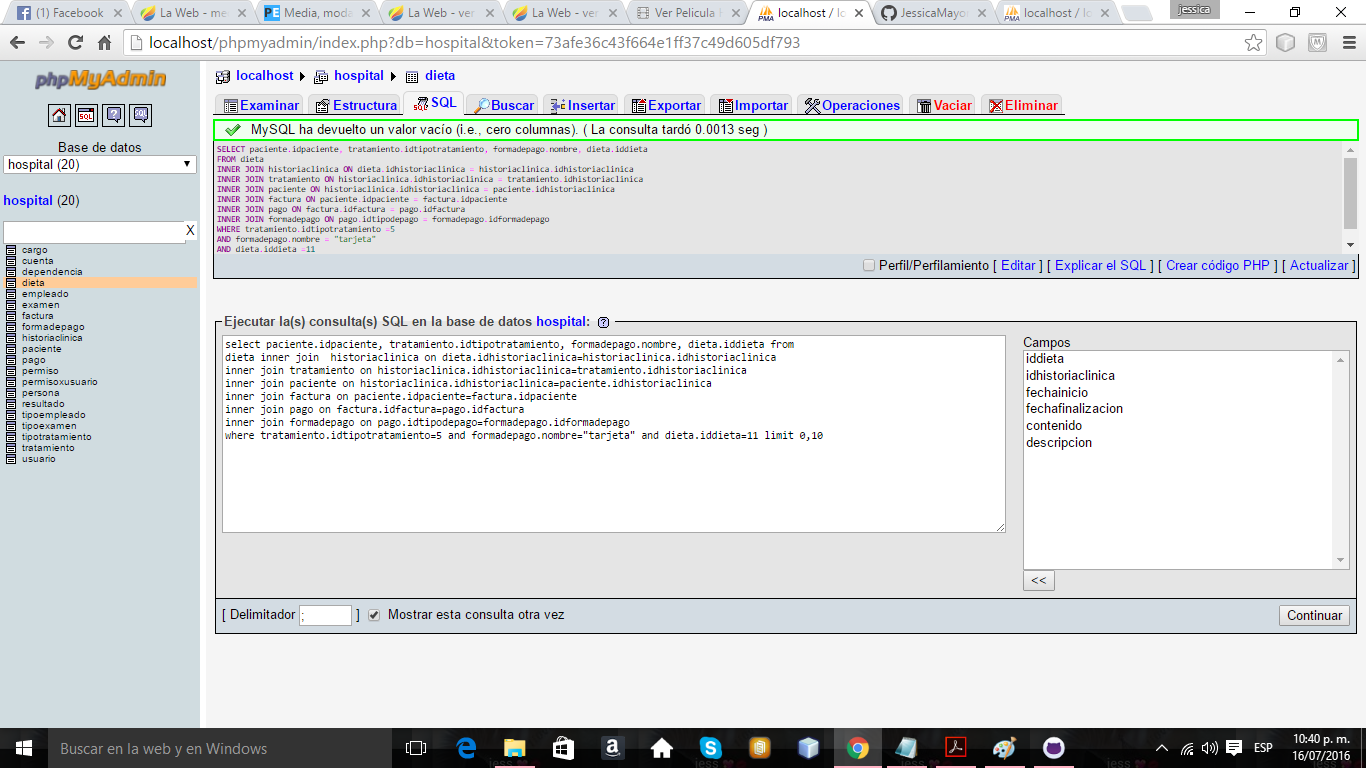 (1) Facebook
La Web - me
Media, moda
La Web - ver
La Web - ver
Ver Pelicula
localhost / lo
JessicaMayo
localhost / lo
jessica
localhost/phpmyadmin/index.php?db=hospital&token=73afe36c43f664e1ff37c49d605df793
phpMyAdmin
SQL
Base de datos
hospital (20)
hospital (20)
X
cargo
cuenta
dependencia
dieta
empleado
examen
factura
formadepago
historiaclinica
paciente
pago
permiso
permisoxusuario
persona
resultado
tipoempleado
tipoexamen
tipotratamiento
tratamiento
usuario
localhost hospital dieta
Examinar Estructura SQL Buscar Insertar Exportar Importar Operaciones Vaciar Eliminar
MySQL ha devuelto un valor vacío (i.e., cero columnas). ( La consulta tardó 0.0013 seg )
SELECT paciente.idpaciente, tratamiento.idtipotratamiento, formadepago.nombre, dieta.iddieta
FROM dieta
INNER JOIN historiaclinica ON dieta.idhistoriaclinica = historiaclinica.idhistoriaclinica
INNER JOIN tratamiento ON historiaclinica.idhistoriaclinica = tratamiento.idhistoriaclinica
INNER JOIN paciente ON historiaclinica.idhistoriaclinica = paciente.idhistoriaclinica
INNER JOIN factura ON paciente.idpaciente = factura.idpaciente
INNER JOIN pago ON factura.idfactura = pago.idfactura
INNER JOIN formadepago ON pago.idtipodepago = formadepago.idformadepago
WHERE tratamiento.idtipotratamiento =5
AND formadepago.nombre = "tarjeta"
AND dieta.iddieta =11
Perfil/Perfilamiento [ Editar ] [ Explicar el SQL ] [ Crear código PHP ] [ Actualizar ]
Ejecutar la(s) consulta(s) SQL en la base de datos hospital:
select paciente.idpaciente, tratamiento.idtipotratamiento, formadepago.nombre, dieta.iddieta from
dieta inner join  historiaclinica on dieta.idhistoriaclinica=historiaclinica.idhistoriaclinica
inner join tratamiento on historiaclinica.idhistoriaclinica=tratamiento.idhistoriaclinica
inner join paciente on historiaclinica.idhistoriaclinica=paciente.idhistoriaclinica
inner join factura on paciente.idpaciente=factura.idpaciente
inner join pago on factura.idfactura=pago.idfactura
inner join formadepago on pago.idtipodepago=formadepago.idformadepago
where tratamiento.idtipotratamiento=5 and formadepago.nombre="tarjeta" and dieta.iddieta=11 limit 0,10
Campos
iddieta
idhistoriaclinica
fechainicio
fechafinalizacion
contenido
descripcion
<<
[ Delimitador ; ] Mostrar esta consulta otra vez
Continuar
Buscar en la web y en Windows
ESP
10:40 p. m.
16/07/2016